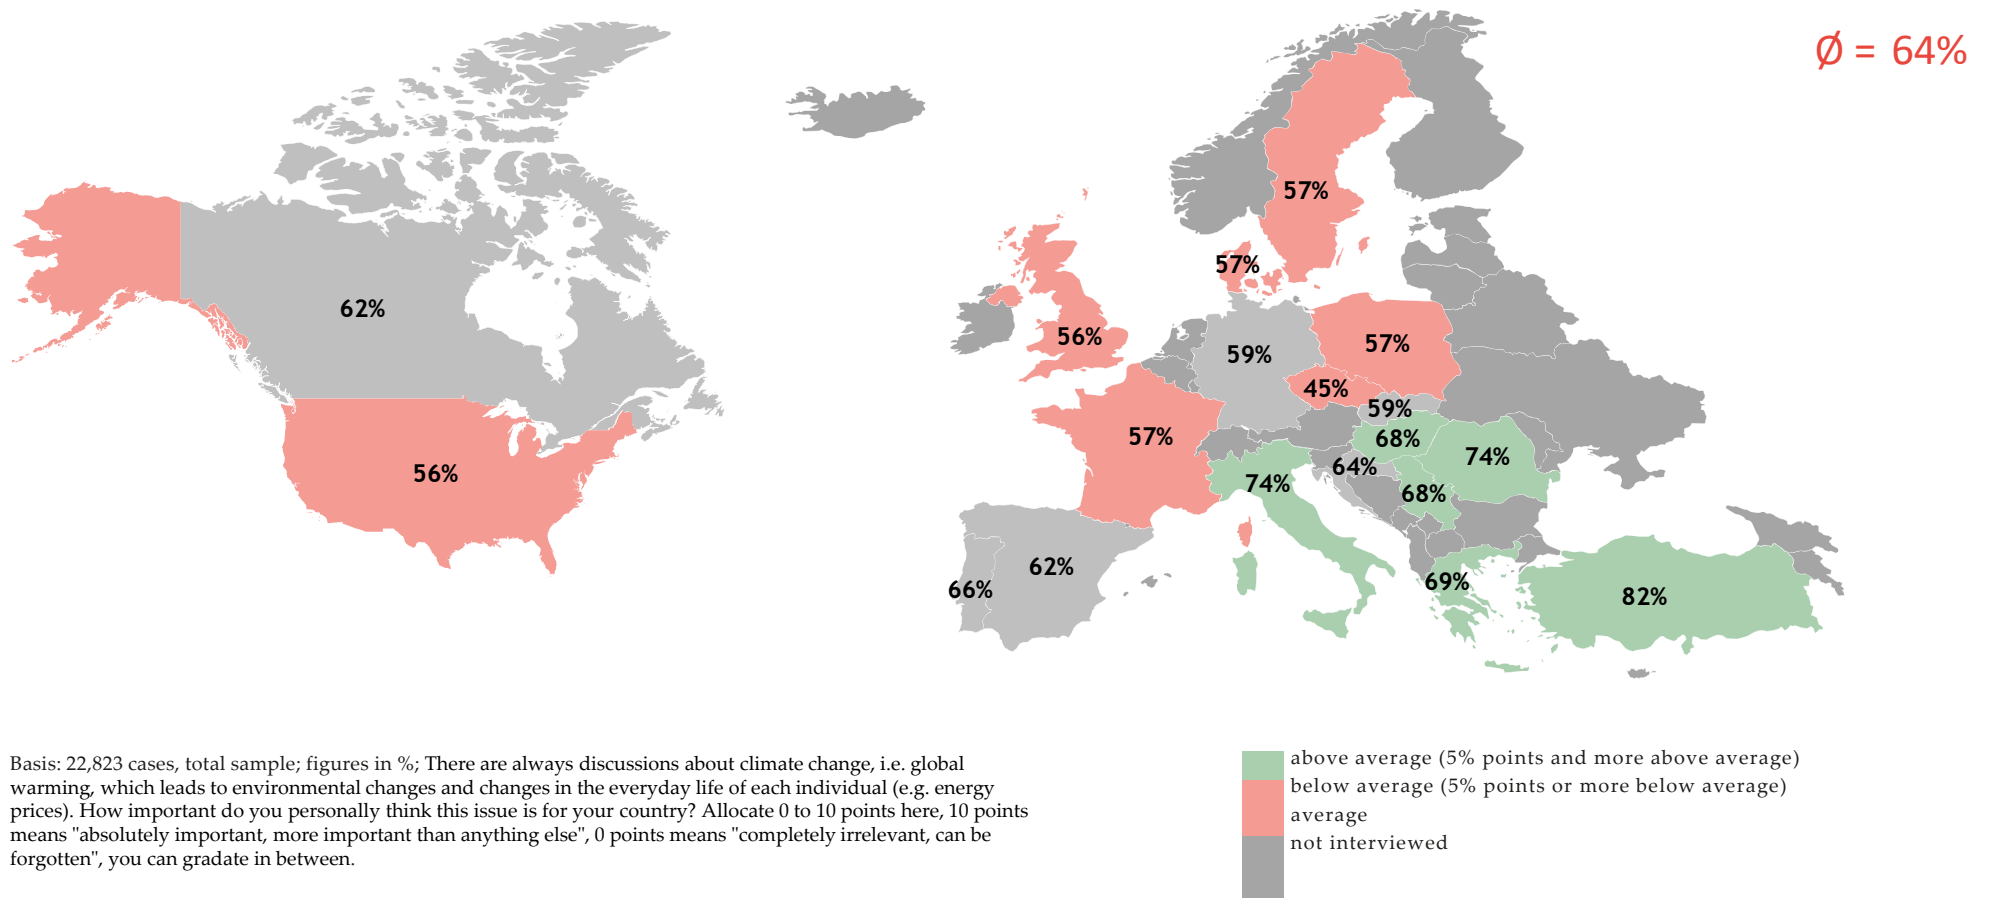 Ø = 64%
57%
57%
62%
56%
59%
57%
45%
59%
57%
68%
74%
64%
56%
74%
68%
62%
69%
66%
82%
Basis: 22,823 cases, total sample; figures in %; There are always discussions about climate change, i.e. global
warming, which leads to environmental changes and changes in the everyday life of each individual (e.g. energy
prices). How important do you personally think this issue is for your country? Allocate 0 to 10 points here, 10 points
means "absolutely important, more important than anything else", 0 points means "completely irrelevant, can be
forgotten", you can gradate in between.
above average (5% points and more above average)
below average (5% points or more below average)
average
not interviewed